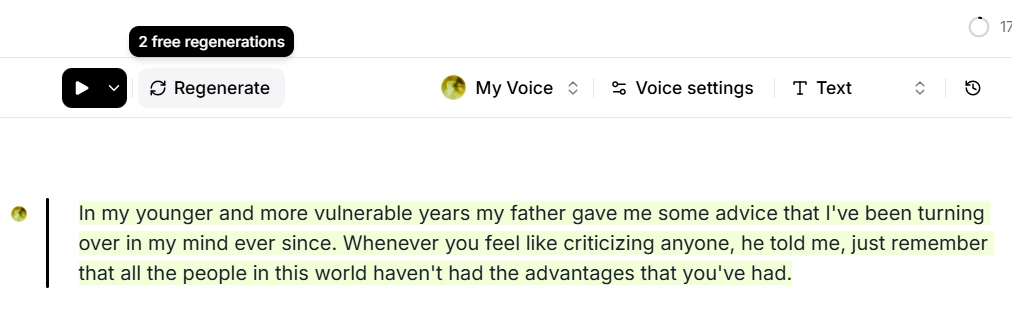 17
2 free regenerations
Regenerate
My Voice
Voice settings
Text
In my younger and more vulnerable years my father gave me some advice that I've been turning
over in my mind ever since. Whenever you feel like criticizing anyone, he told me, just remember
that all the people in this world haven't had the advantages that you've had.